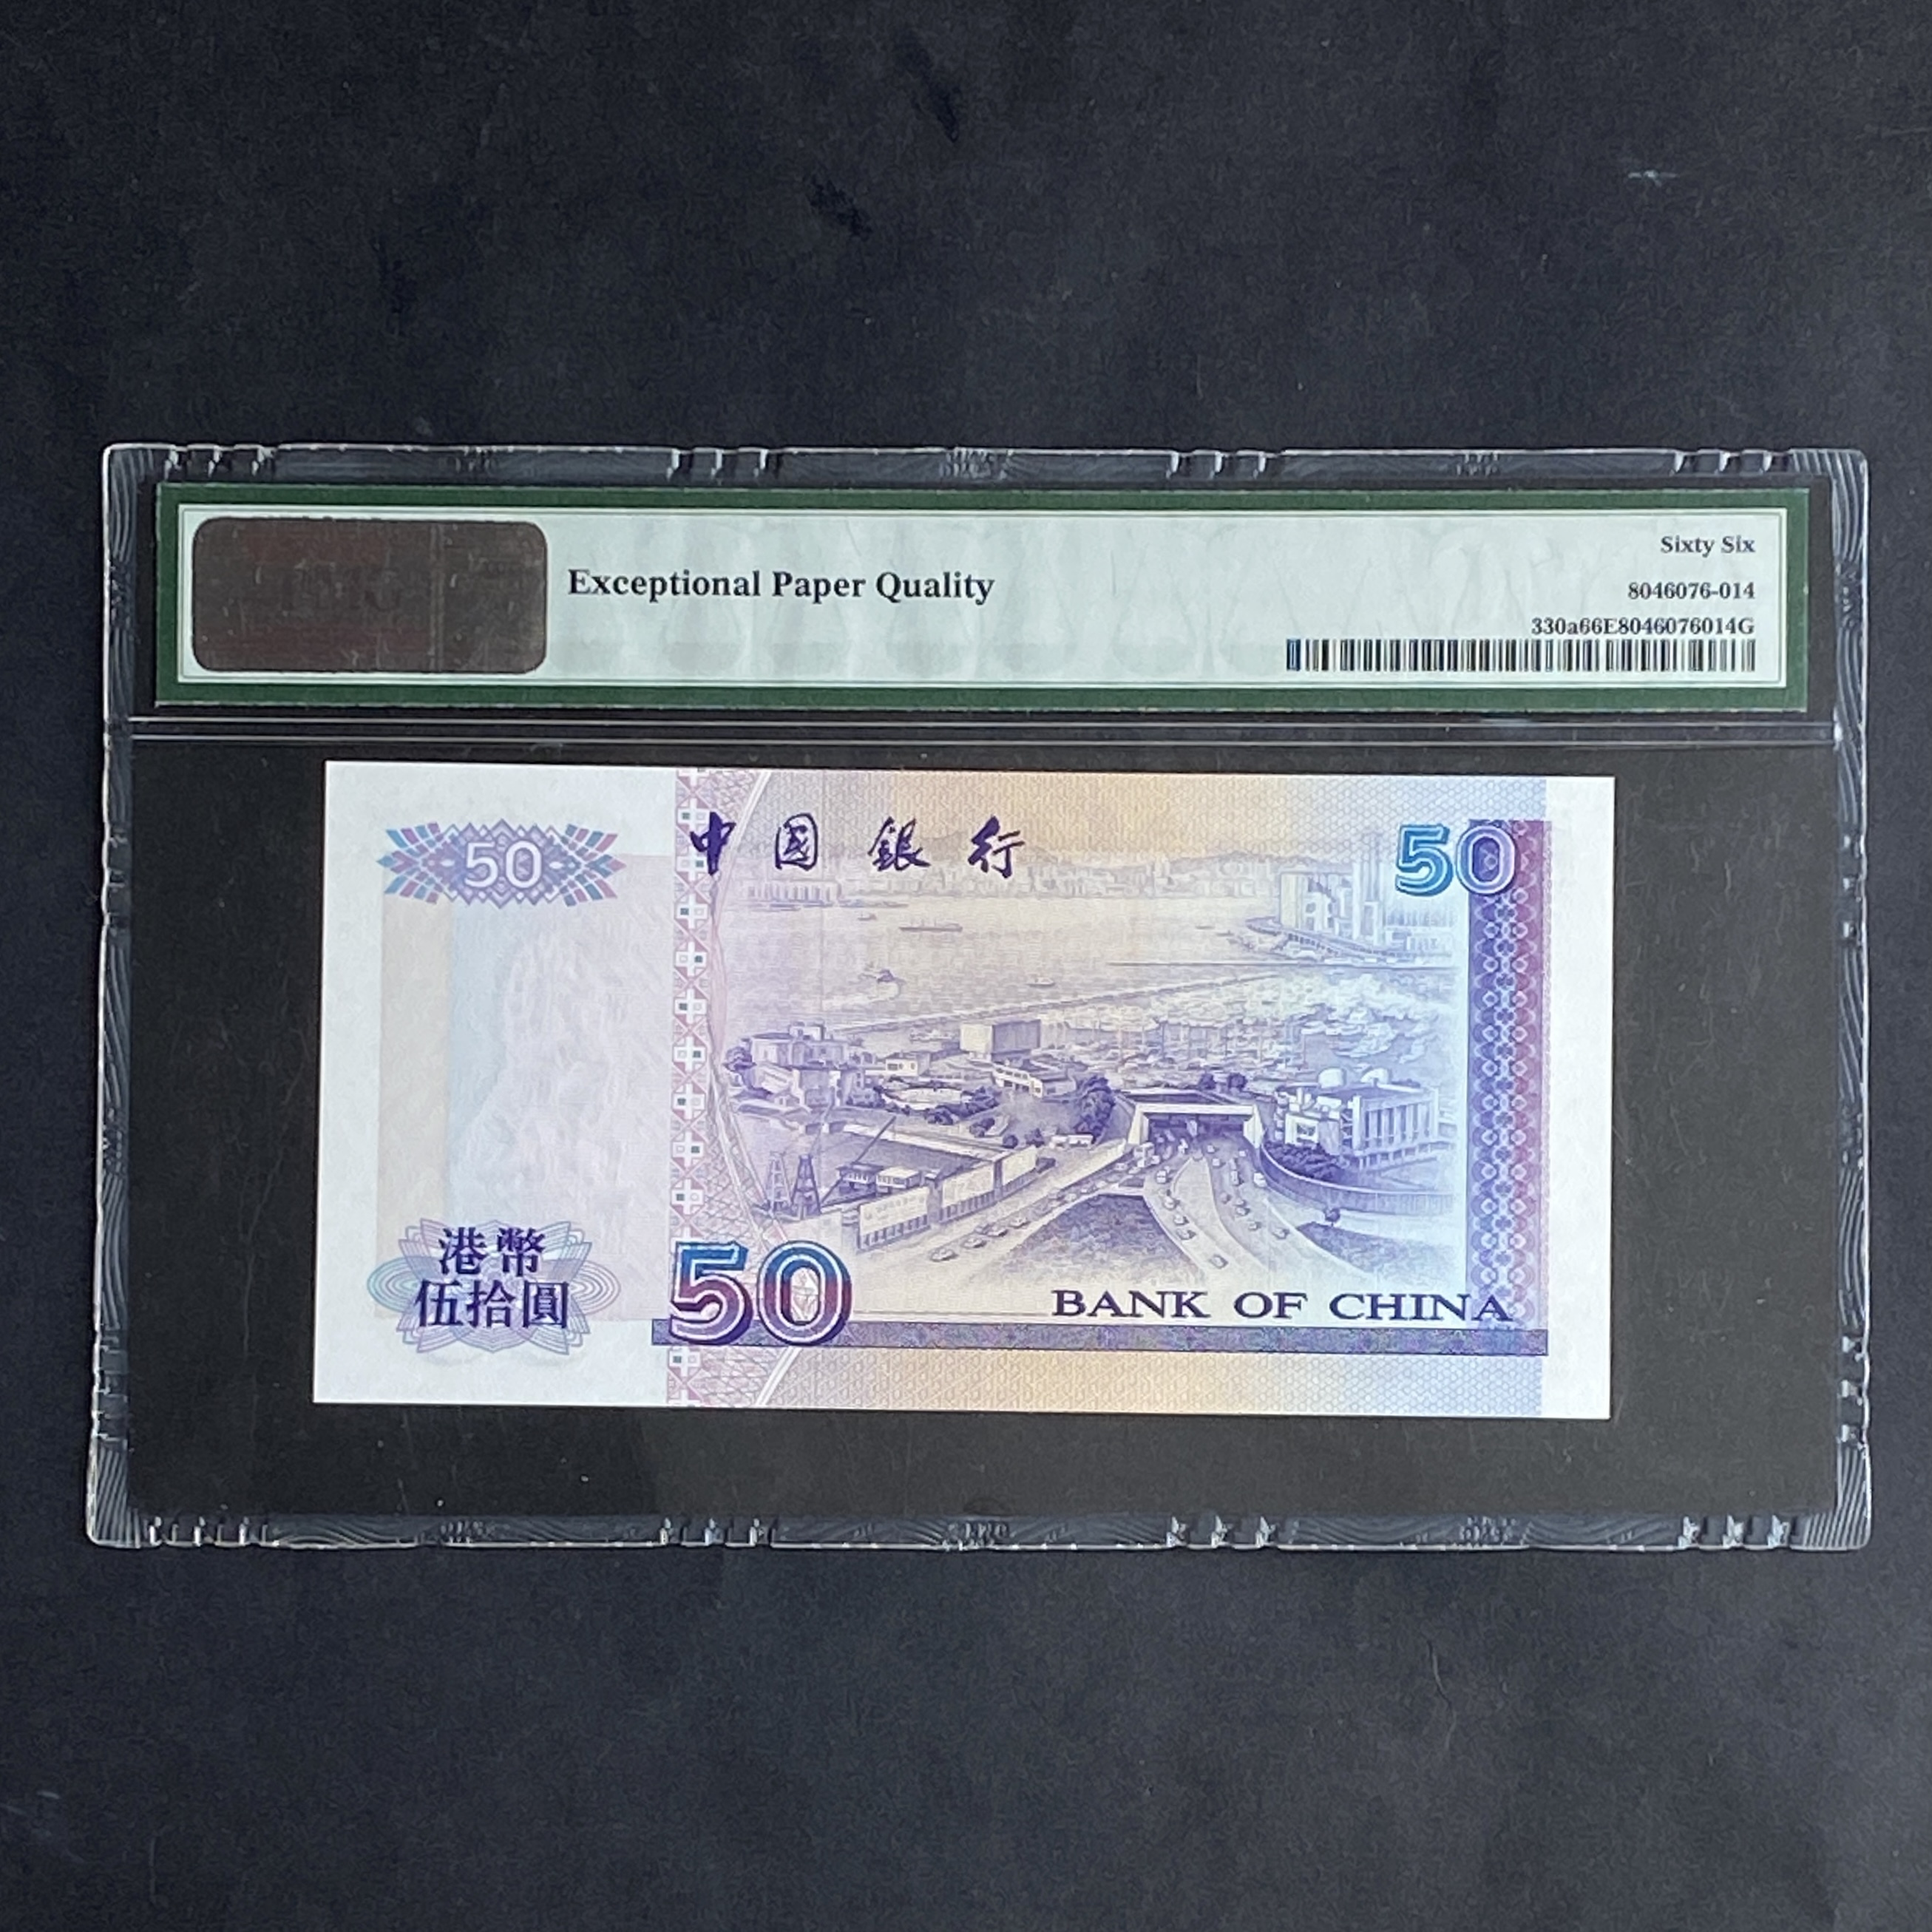 Exceptional Paper Quality
Sixty Six
8046076-014
330a66E8046076014G
50
中國銀行
50
港幣
伍拾圓
50
BANK OF CHINA